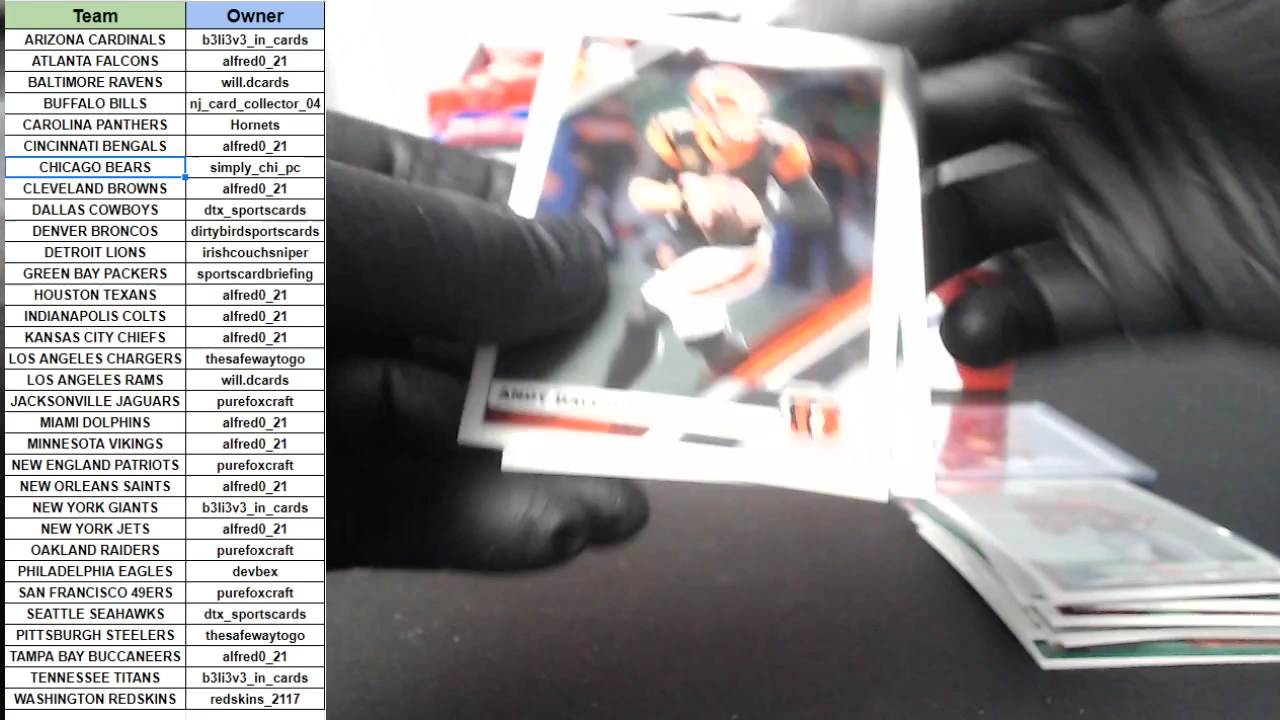 Team Owner
ARIZONA CARDINALS b3li3v3_in_cards
ATLANTA FALCONS alfred0_21
BALTIMORE RAVENS will.dcards
BUFFALO BILLS nj_card_collector_04
CAROLINA PANTHERS Hornets
CINCINNATI BENGALS alfred0_21
CHICAGO BEARS simply_chi_pc
CLEVELAND BROWNS alfred0_21
DALLAS COWBOYS dtx_sportscards
DENVER BRONCOS dirtybirdsportscards
DETROIT LIONS irishcouchsniper
GREEN BAY PACKERS sportscardbriefing
HOUSTON TEXANS alfred0_21
INDIANAPOLIS COLTS alfred0_21
KANSAS CITY CHIEFS alfred0_21
LOS ANGELES CHARGERS thesafewaytogo
LOS ANGELES RAMS will.dcards
JACKSONVILLE JAGUARS purefoxcraft
MIAMI DOLPHINS alfred0_21
MINNESOTA VIKINGS alfred0_21
NEW ENGLAND PATRIOTS purefoxcraft
NEW ORLEANS SAINTS alfred0_21
NEW YORK GIANTS b3li3v3_in_cards
NEW YORK JETS alfred0_21
OAKLAND RAIDERS purefoxcraft
PHILADELPHIA EAGLES devbex
SAN FRANCISCO 49ERS purefoxcraft
SEATTLE SEAHAWKS dtx_sportscards
PITTSBURGH STEELERS thesafewaytogo
TAMPA BAY BUCCANEERS alfred0_21
TENNESSEE TITANS b3li3v3_in_cards
WASHINGTON REDSKINS redskins_2117
ANDY